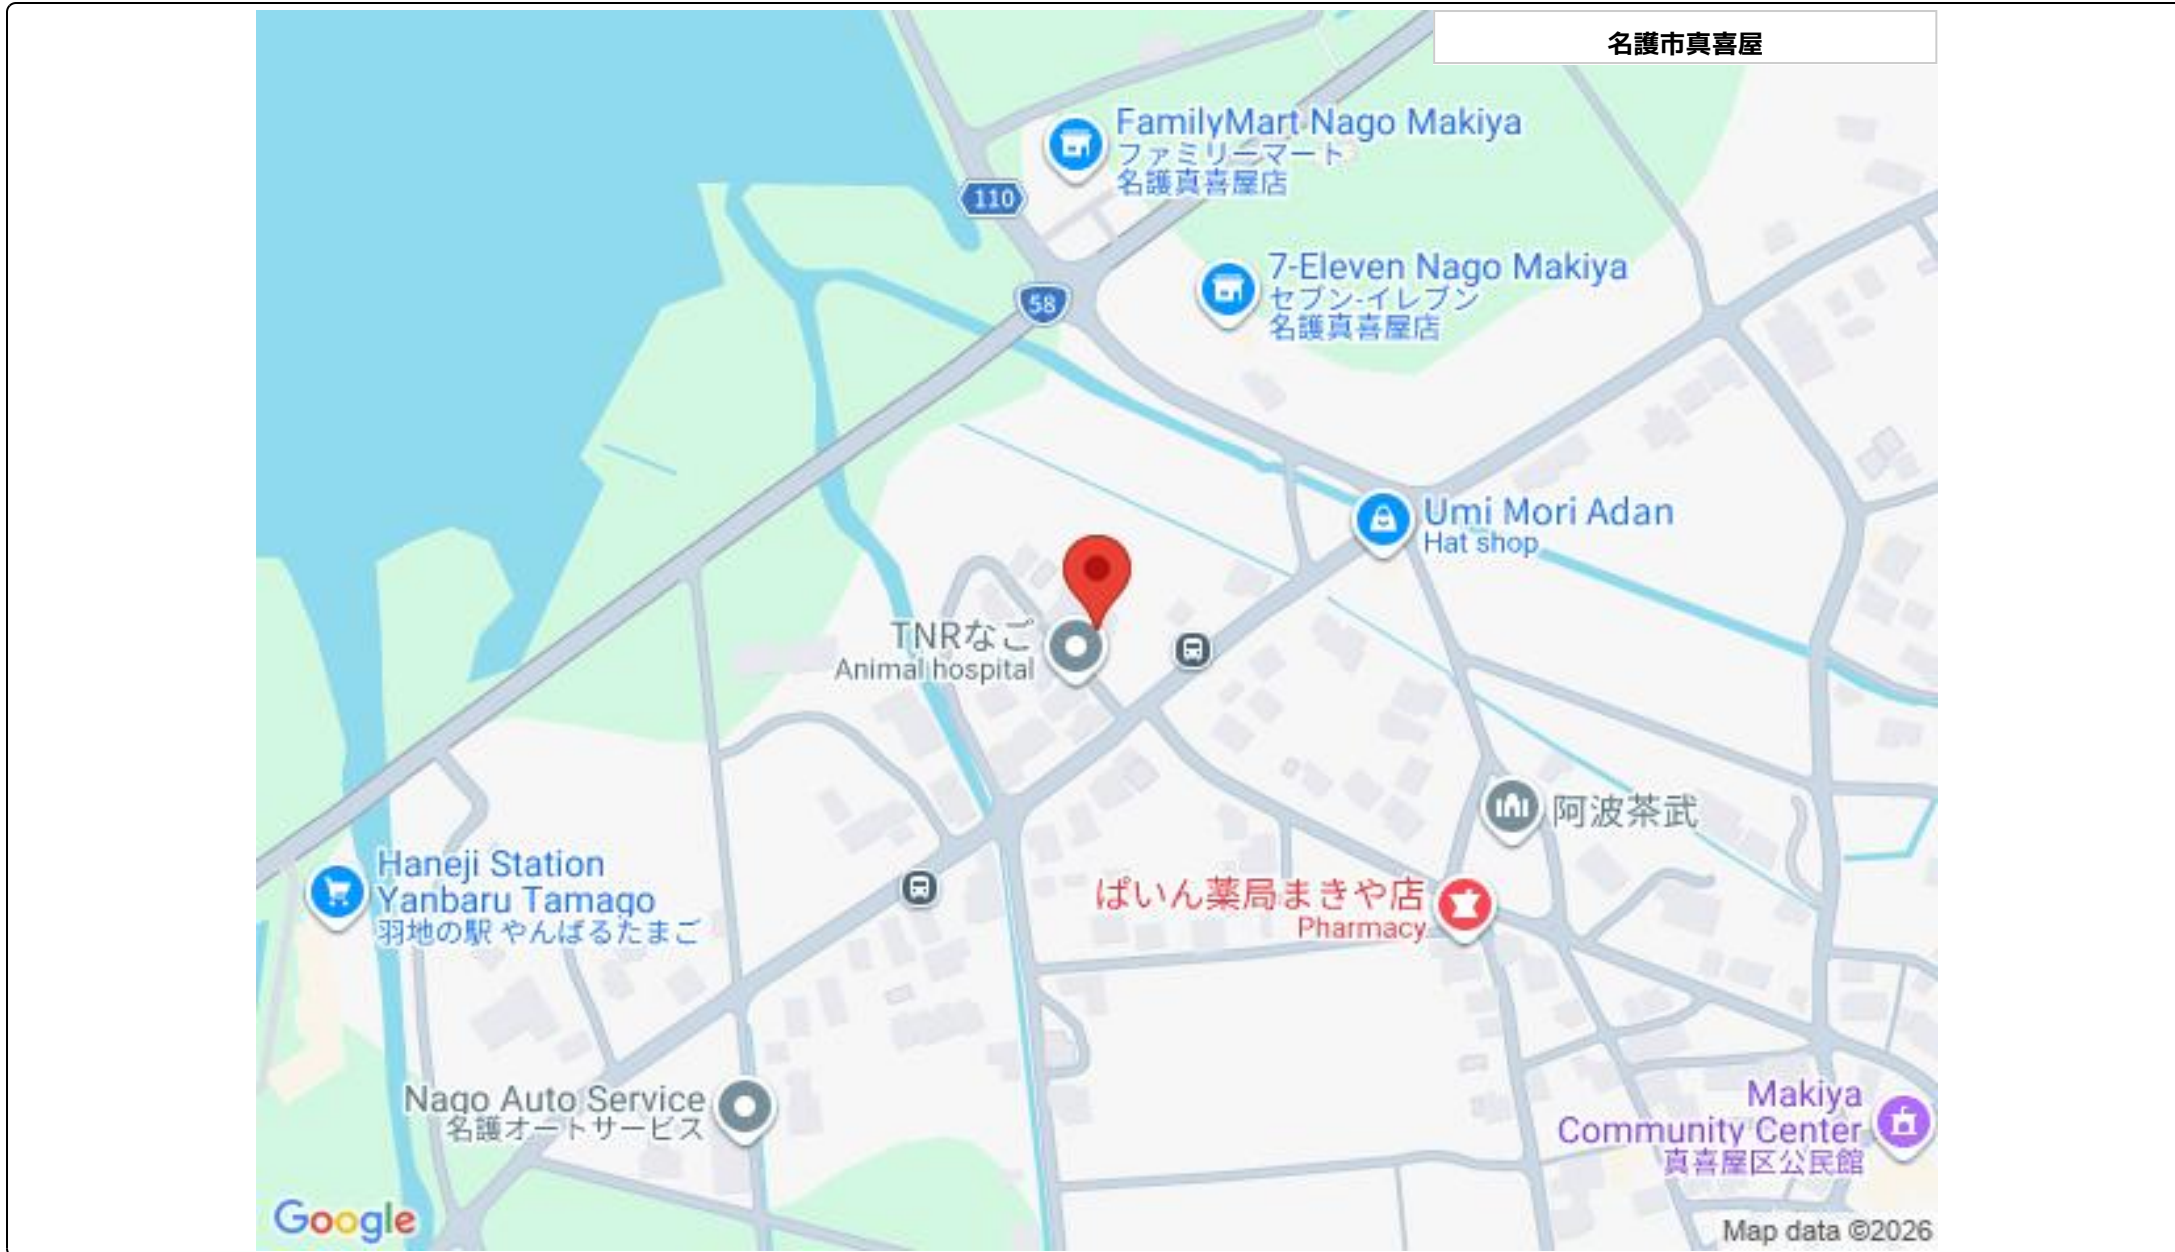 名護市真喜屋
FamilyMart Nago Makiya
ファミリーマート
名護真喜屋店
110
7-Eleven Nago Makiya
セブン-イレブン
名護真喜屋店
58
Umi Mori Adan
Hat shop
TNRなご
Animal hospital
阿波茶武
Haneji Station
Yanbaru Tamago
羽地の駅 やんばるたまご
ぱいん薬局まきや店
Pharmacy
Nago Auto Service
名護オートサービス
Makiya
Community Center
真喜屋区公民館
Google
Map data ©2026